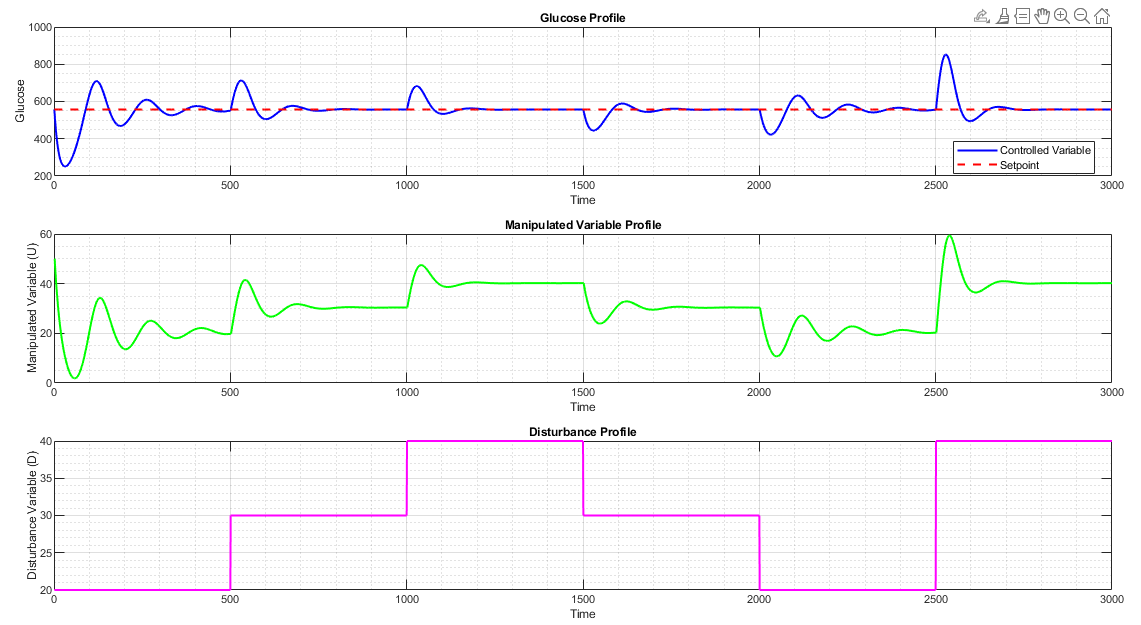 Glucose Profile
1000
800
600
400
200
Glucose
Controlled Variable
Setpoint
0 500 1000 1500 2000 2500 3000
Time
Manipulated Variable Profile
60
40
20
0
Manipulated Variable (U)
0 500 1000 1500 2000 2500 3000
Time
Disturbance Profile
40
35
30
25
20
Disturbance Variable (D)
0 500 1000 1500 2000 2500 3000
Time